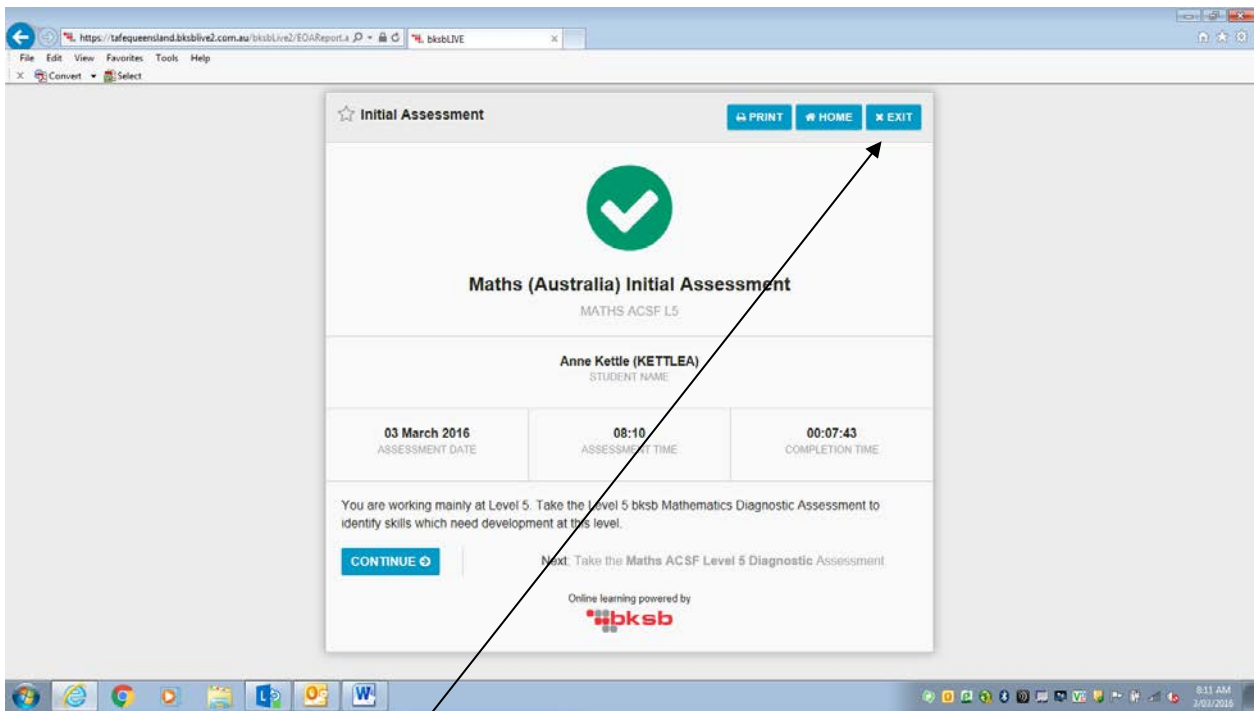 https://tafequeensland.bksblive2.com.au/bksbLive2/EOAReport.a
bksbLIVE
File Edit View Favorites Tools Help
Convert Select
Initial Assessment
PRINT HOME EXIT
Maths (Australia) Initial Assessment
MATHS ACSF L5
Anne Kettle (KETTLEA)
STUDENT NAME
03 March 2016 08:10 00:07:43
ASSESSMENT DATE ASSESSMENT TIME COMPLETION TIME
You are working mainly at Level 5. Take the Level 5 bksb Mathematics Diagnostic Assessment to
identify skills which need development at this level.
CONTINUE Next: Take the Maths ACSF Level 5 Diagnostic Assessment
Online learning powered by
bksb
8:11 AM
3/03/2016